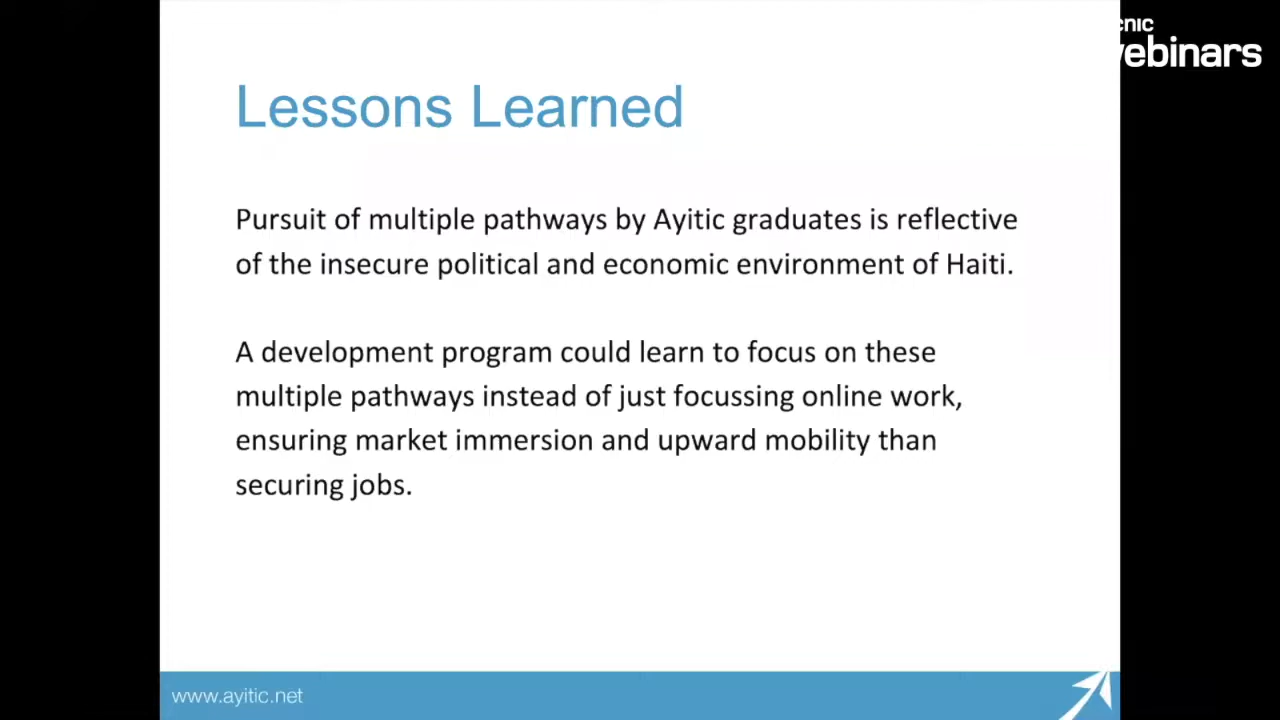 cnic
webinars
Lessons Learned
Pursuit of multiple pathways by Ayitic graduates is reflective
of the insecure political and economic environment of Haiti.
A development program could learn to focus on these
multiple pathways instead of just focussing online work,
ensuring market immersion and upward mobility than
securing jobs.
www.ayitic.net